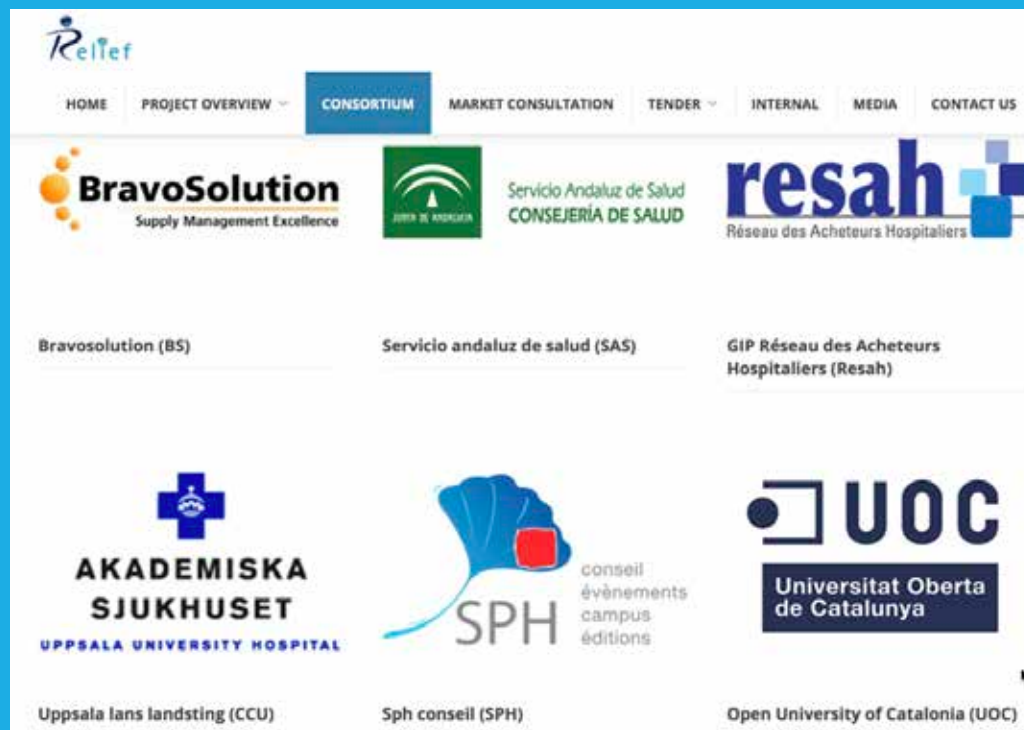 Relief
HOME PROJECT OVERVIEW CONSORTIUM MARKET CONSULTATION TENDER INTERNAL MEDIA CONTACT US
BravoSolution
Supply Management Excellence
JUNTA DE ANDALUCIA
Servicio Andaluz de Salud
CONSEJERÍA DE SALUD
resah
Réseau des Acheteurs Hospitaliers
Bravosolution (BS)
Servicio andaluz de salud (SAS)
GIP Réseau des Acheteurs
Hospitaliers (Resah)
AKADEMISKA
SJUKHUSET
UPPSALA UNIVERSITY HOSPITAL
SPH
conseil
évènements
campus
éditions
UOC
Universitat Oberta
de Catalunya
Uppsala lans landsting (CCU)
Sph conseil (SPH)
Open University of Catalonia (UOC)